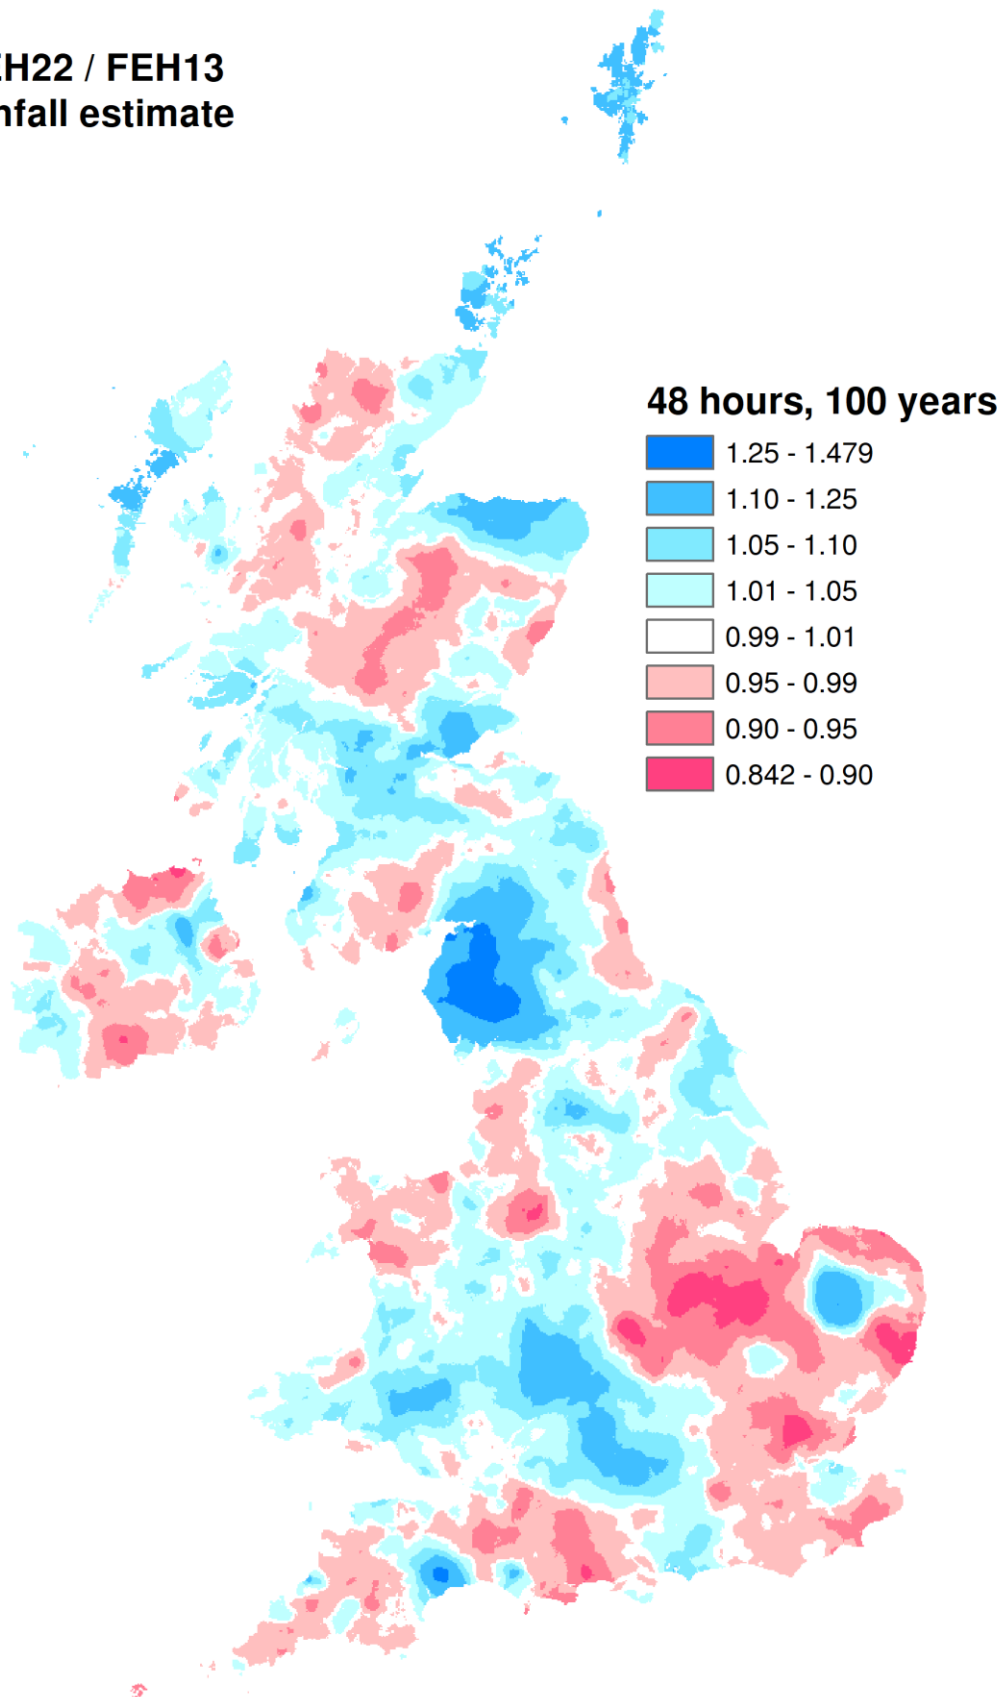 EH22 / FEH13
nfall estimate
48 hours, 100 years
1.25 - 1.479
1.10 - 1.25
1.05 - 1.10
1.01 - 1.05
0.99 - 1.01
0.95 - 0.99
0.90 - 0.95
0.842 - 0.90